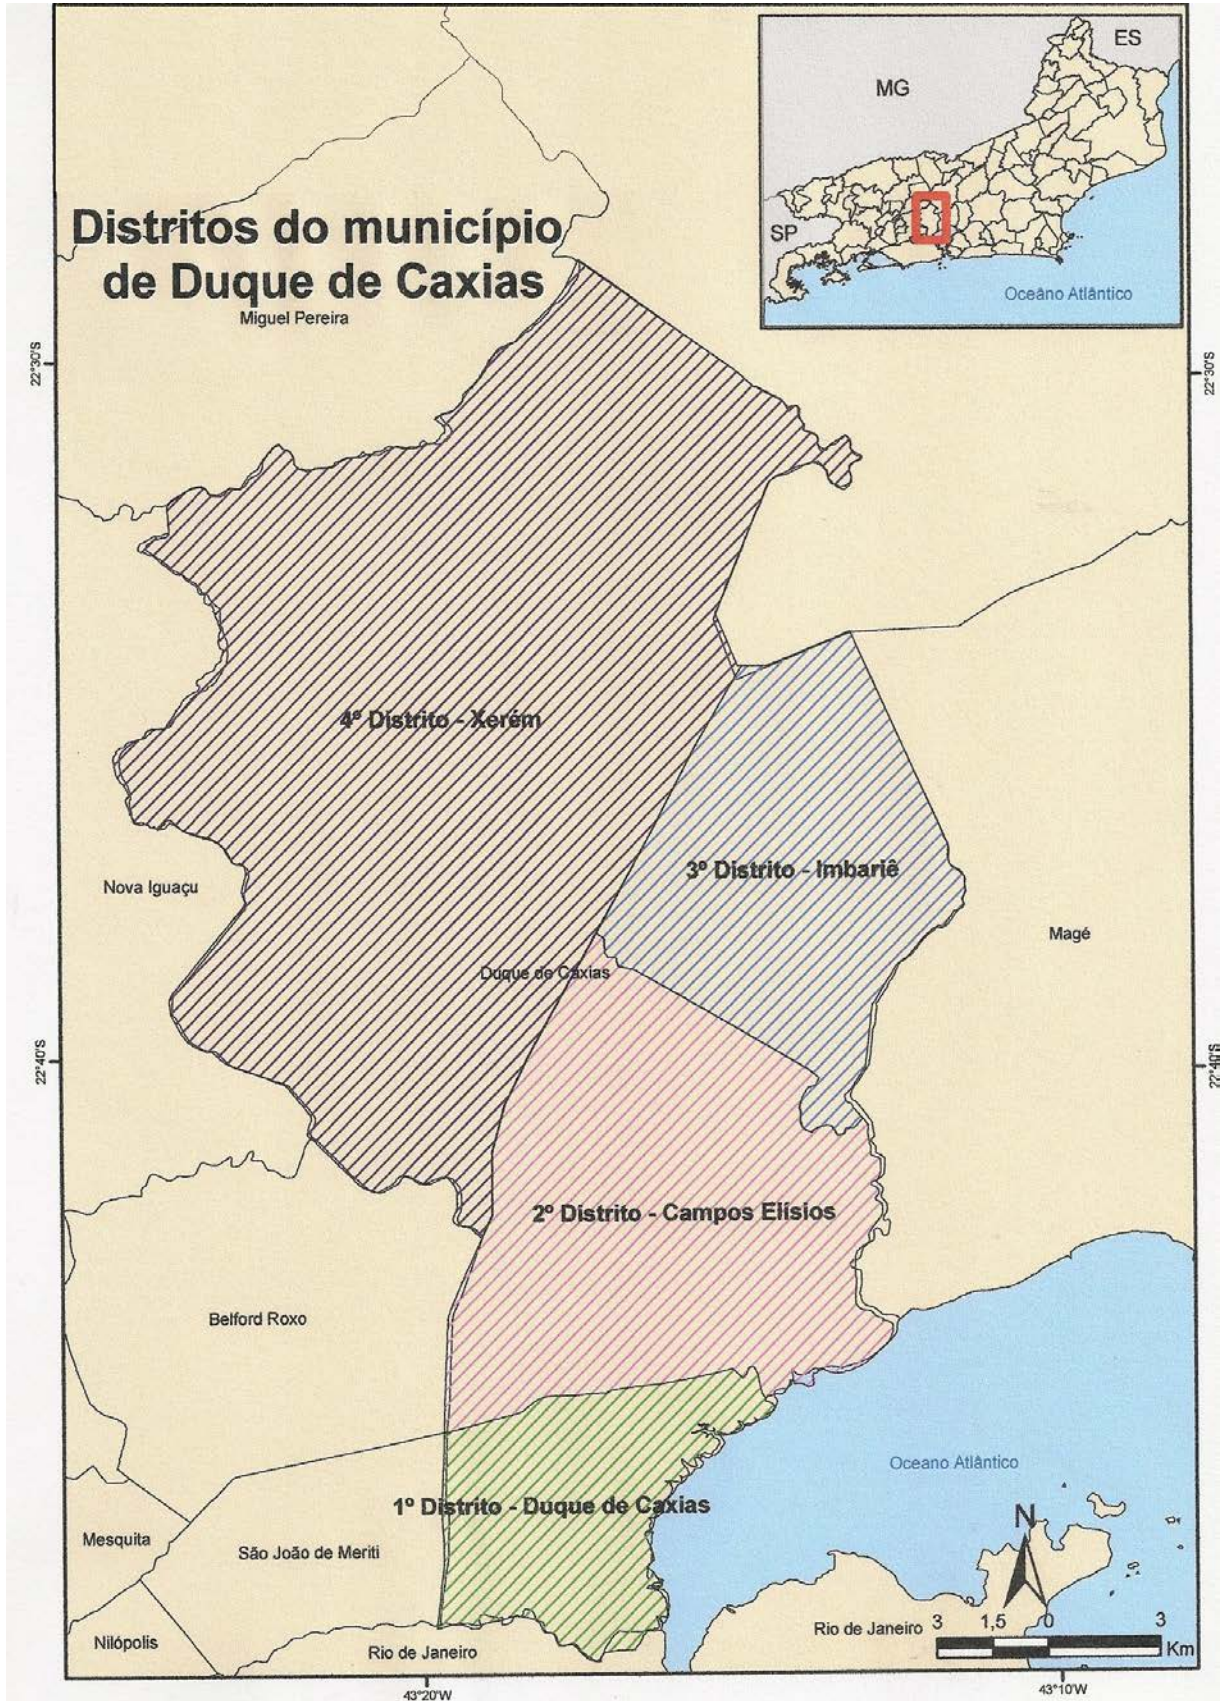 ES
MG
SP
Oceâno Atlântico
Distritos do município
de Duque de Caxias
Miguel Pereira
22°30'S
22°30'S
4º Distrito - Xerém
3º Distrito - Imbariê
Nova Iguaçu
Magé
Duque de Caxias
22°40'S
22°40'S
2º Distrito - Campos Elísios
Belford Roxo
Oceano Atlântico
1º Distrito - Duque de Caxias
N
Mesquita
São João de Meriti
Rio de Janeiro
3 1,5 0 3
Km
Nilópolis
Rio de Janeiro
43°20'W
43°10'W